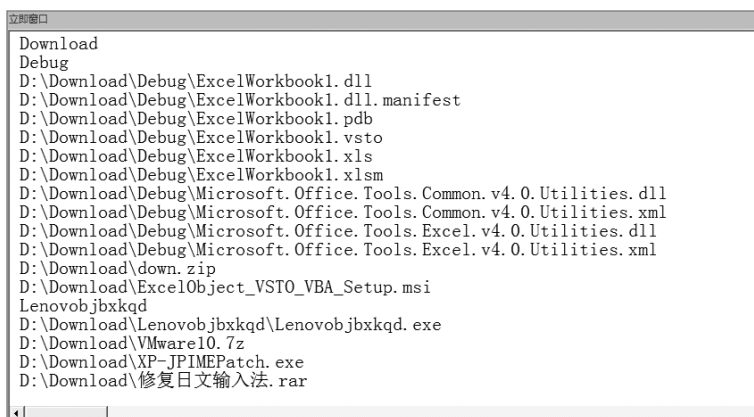 立即窗口
Download
Debug
D:\Download\Debug\ExcelWorkbook1.dll
D:\Download\Debug\ExcelWorkbook1.dll.manifest
D:\Download\Debug\ExcelWorkbook1.pdb
D:\Download\Debug\ExcelWorkbook1.vsto
D:\Download\Debug\ExcelWorkbook1.xls
D:\Download\Debug\ExcelWorkbook1.xlsm
D:\Download\Debug\Microsoft.Office.Tools.Common.v4.0.Utilities.dll
D:\Download\Debug\Microsoft.Office.Tools.Common.v4.0.Utilities.xml
D:\Download\Debug\Microsoft.Office.Tools.Excel.v4.0.Utilities.dll
D:\Download\Debug\Microsoft.Office.Tools.Excel.v4.0.Utilities.xml
D:\Download\down.zip
D:\Download\ExcelObject_VSTO_VBA_Setup.msi
Lenovobjbxkqd
D:\Download\Lenovobjbxkqd\Lenovobjbxkqd.exe
D:\Download\VMware10.7z
D:\Download\XP-JPIMEPatch.exe
D:\Download\修复日文输入法.rar